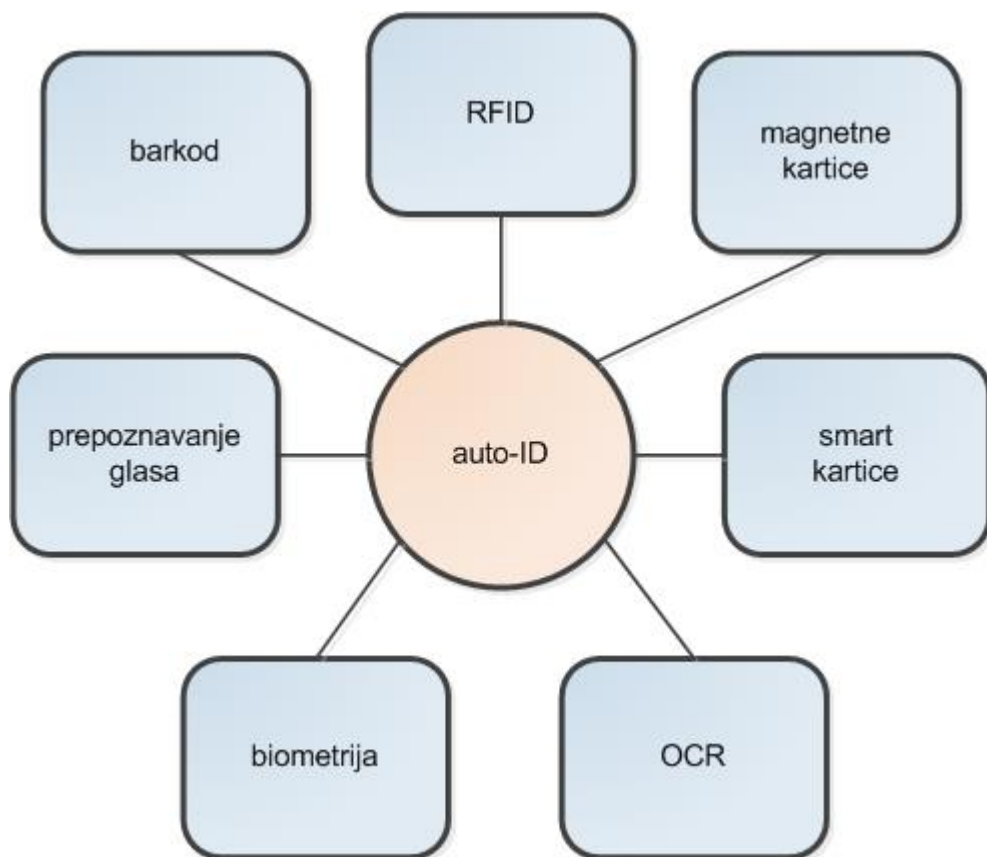 barkod
RFID
magnetne
kartice
prepoznavanje
glasa
auto-ID
smart
kartice
biometrija
OCR